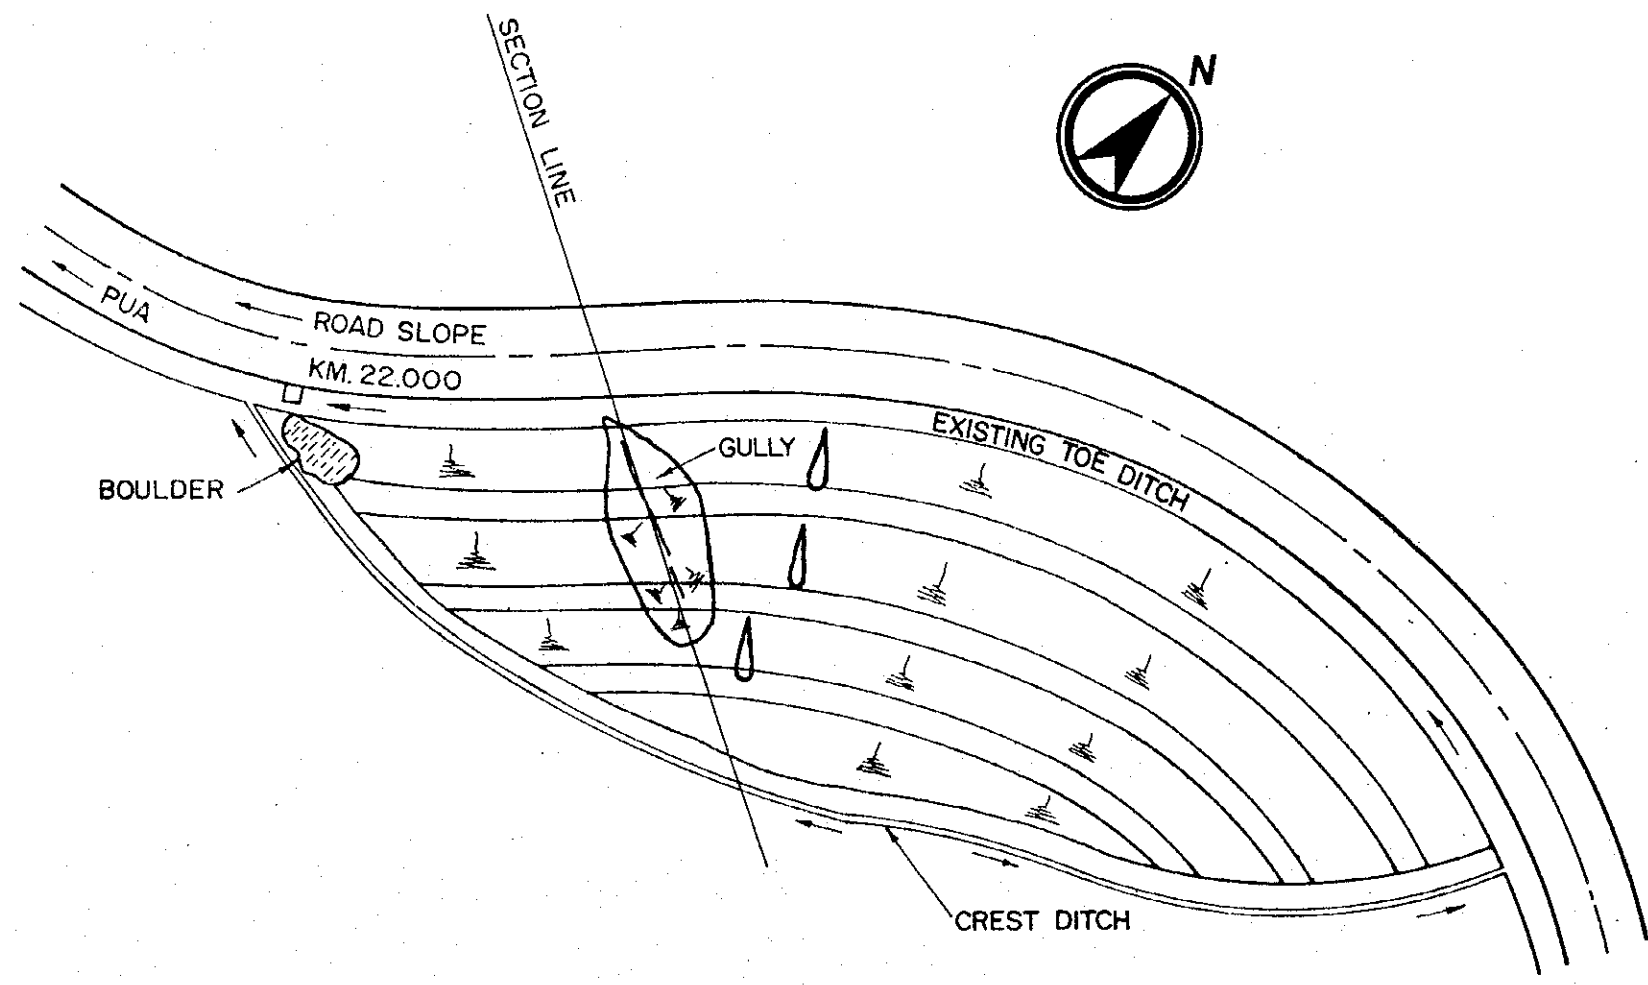 SECTION LINE
N
PUA
ROAD SLOPE
KM. 22.000
EXISTING TOE DITCH
GULLY
BOULDER
CREST DITCH